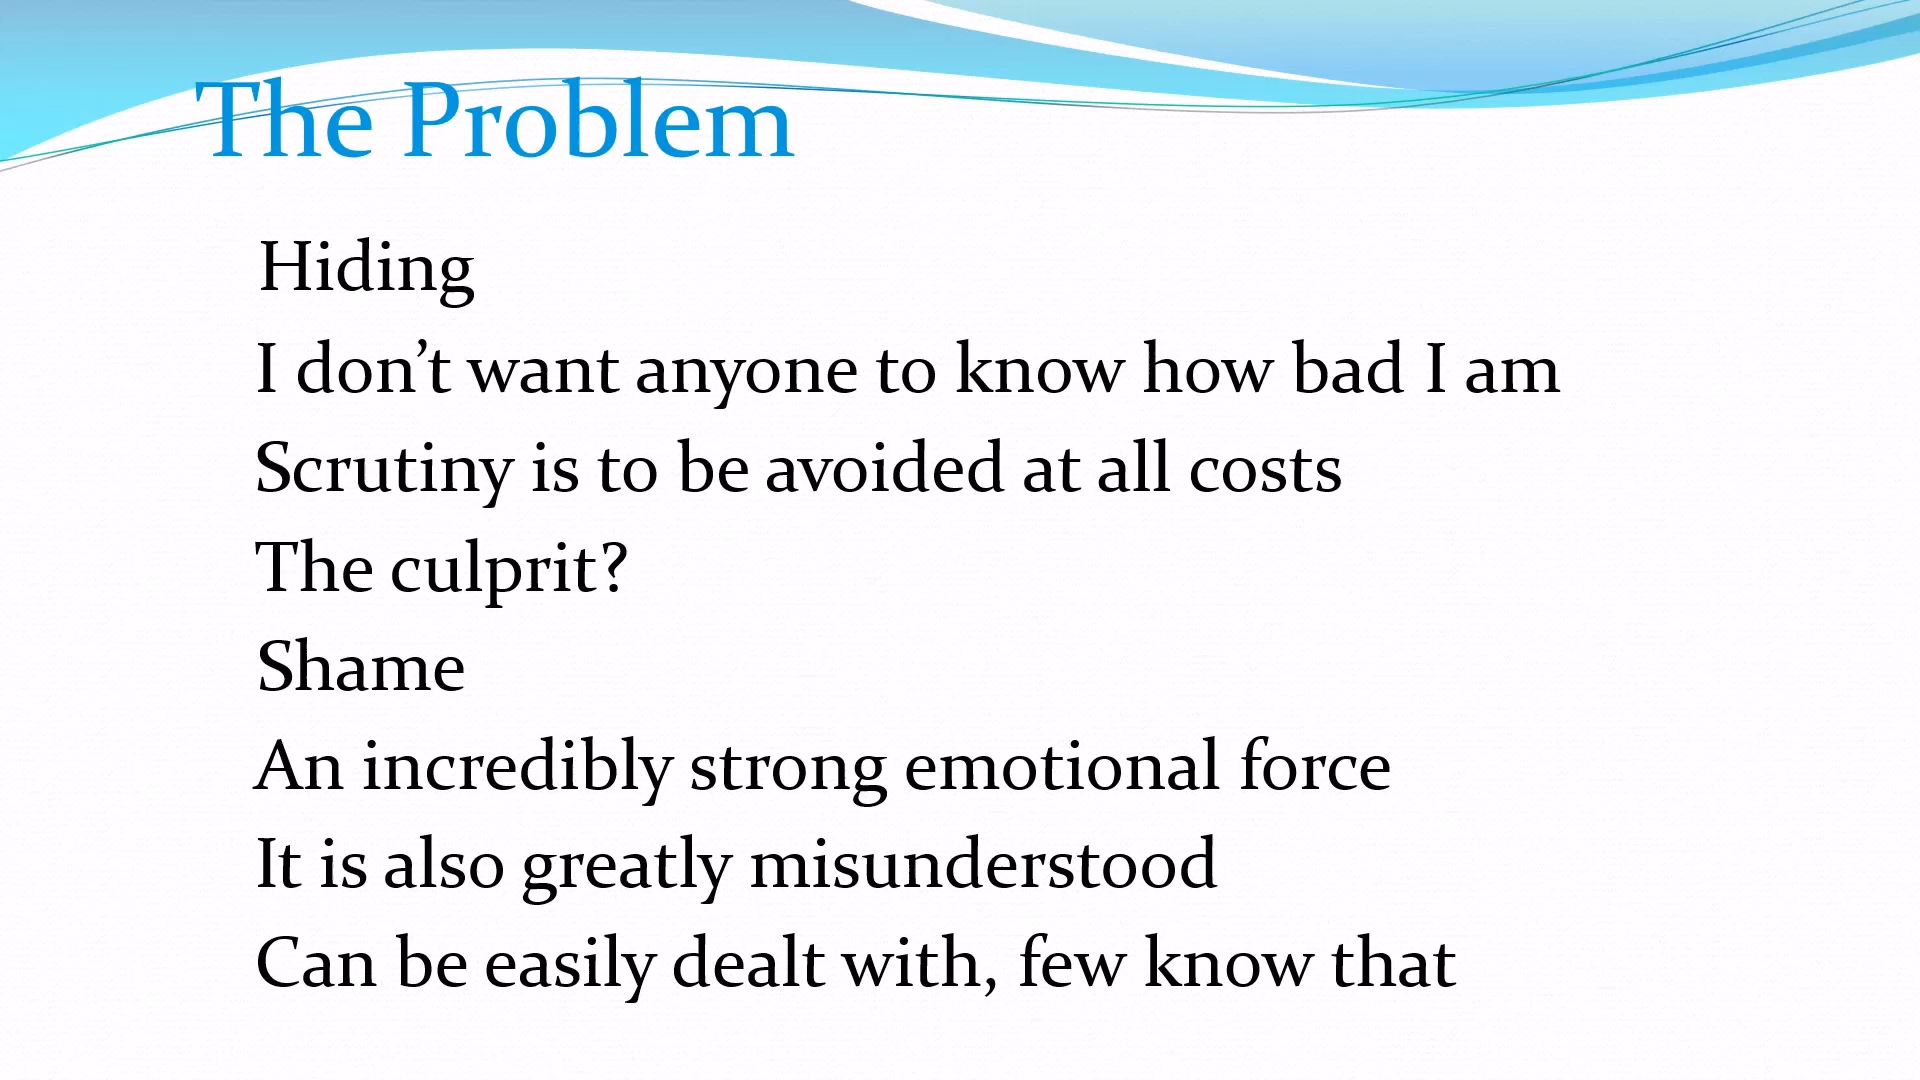 The Problem
Hiding
I don’t want anyone to know how bad I am
Scrutiny is to be avoided at all costs
The culprit?
Shame
An incredibly strong emotional force
It is also greatly misunderstood
Can be easily dealt with, few know that